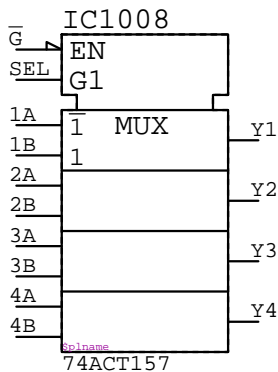 IC1008
G̅
EN
SEL
G1
1A
1̅
MUX
Y1
1B
1
2A
Y2
2B
3A
Y3
3B
4A
Y4
4B
$plname
74ACT157